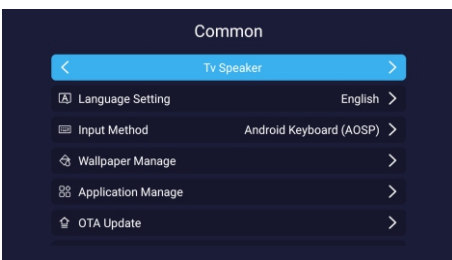 Common
Tv Speaker
Language Setting English
Input Method Android Keyboard (AOSP)
Wallpaper Manage
Application Manage
OTA Update